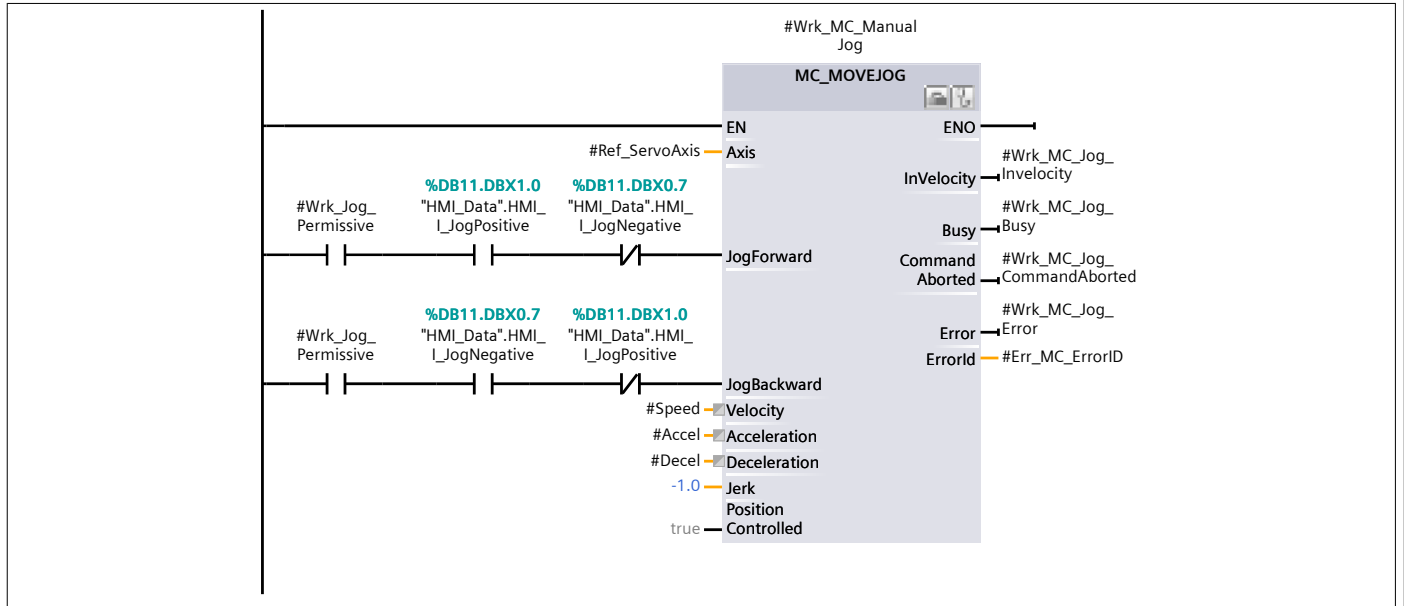 #Wrk_MC_Manual
Jog
MC_MOVEJOG
EN
ENO
#Ref_ServoAxis
Axis
#Wrk_MC_Jog_
InVelocity
Invelocity
%DB11.DBX1.0
%DB11.DBX0.7
#Wrk_Jog_
"HMI_Data".HMI_
"HMI_Data".HMI_
Permissive
I_JogPositive
I_JogNegative
#Wrk_MC_Jog_
Busy
Busy
JogForward
Command
Aborted
#Wrk_MC_Jog_
CommandAborted
%DB11.DBX0.7
%DB11.DBX1.0
#Wrk_Jog_
"HMI_Data".HMI_
"HMI_Data".HMI_
Permissive
I_JogNegative
I_JogPositive
#Wrk_MC_Jog_
Error
Error
ErrorId
#Err_MC_ErrorID
JogBackward
#Speed
Velocity
#Accel
Acceleration
#Decel
Deceleration
-1.0
Jerk
Position
true
Controlled